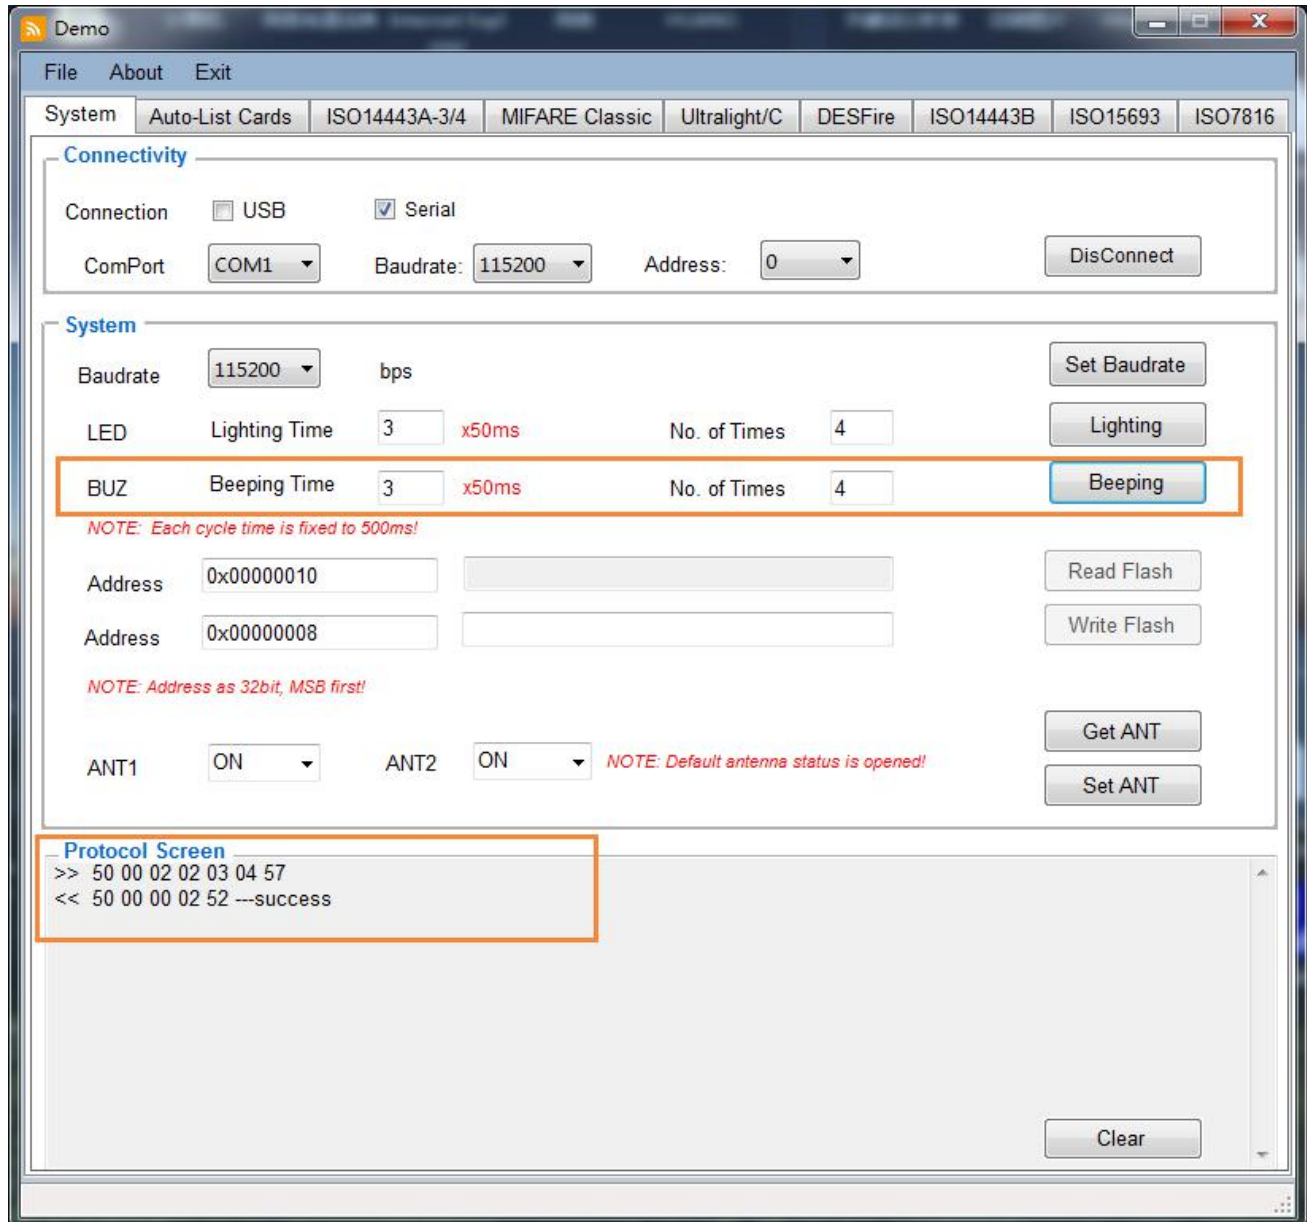 Demo
File About Exit
System Auto-List Cards ISO14443A-3/4 MIFARE Classic Ultralight/C DESFire ISO14443B ISO15693 ISO7816
Connectivity
Connection USB Serial
ComPort COM1 Baudrate: 115200 Address: 0 DisConnect
System
Baudrate 115200 bps Set Baudrate
LED Lighting Time 3 x50ms No. of Times 4 Lighting
BUZ Beeping Time 3 x50ms No. of Times 4 Beeping
NOTE: Each cycle time is fixed to 500ms!
Address 0x00000010 Read Flash
Address 0x00000008 Write Flash
NOTE: Address as 32bit, MSB first!
Get ANT
ANT1 ON ANT2 ON NOTE: Default antenna status is opened!
Set ANT
Protocol Screen
>> 50 00 02 02 03 04 57
<< 50 00 00 02 52 ---success
Clear